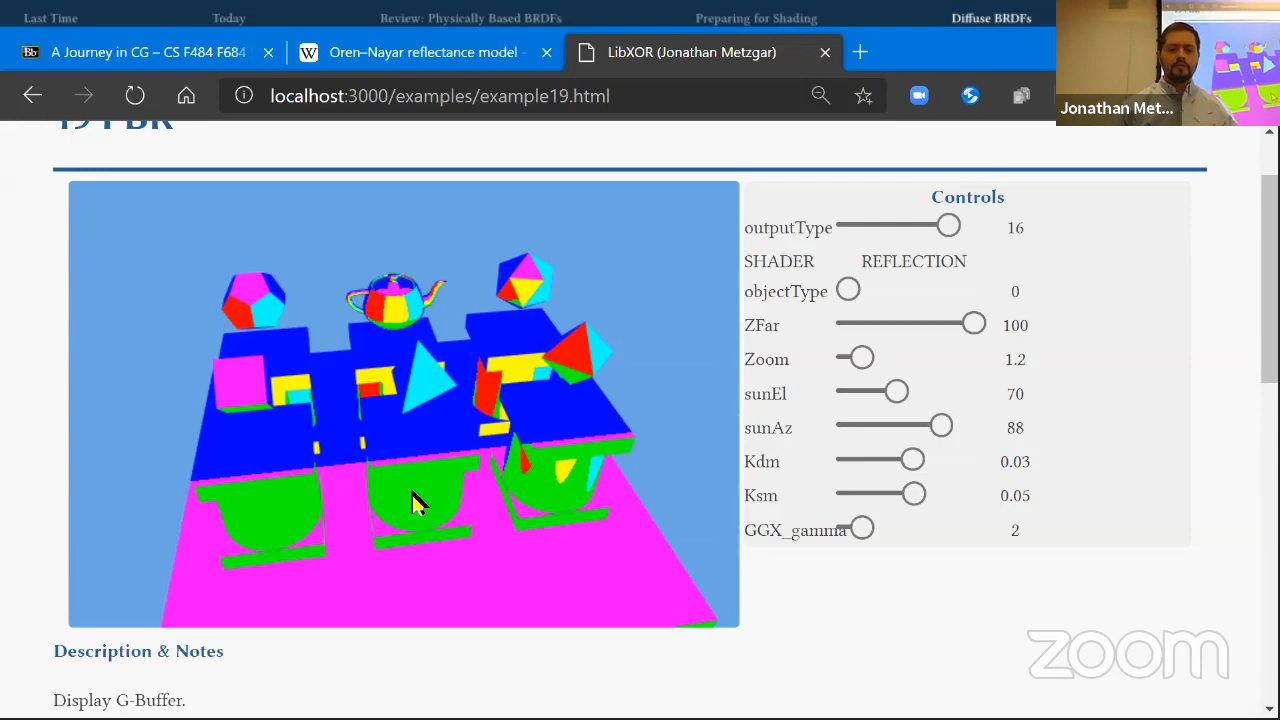 Last Time Today Review: Physically Based BRDFs Preparing for Shading Diffuse BRDFs
Bb A Journey in CG – CS F484 F684 W Oren–Nayar reflectance model - LibXOR (Jonathan Metzgar)
localhost:3000/examples/example19.html
Jonathan Met...
19 PBR
Controls
outputType 16
SHADER REFLECTION
objectType 0
ZFar 100
Zoom 1.2
sunEl 70
sunAz 88
Kdm 0.03
Ksm 0.05
GGX_gamma 2
zoom
Description & Notes
Display G-Buffer.